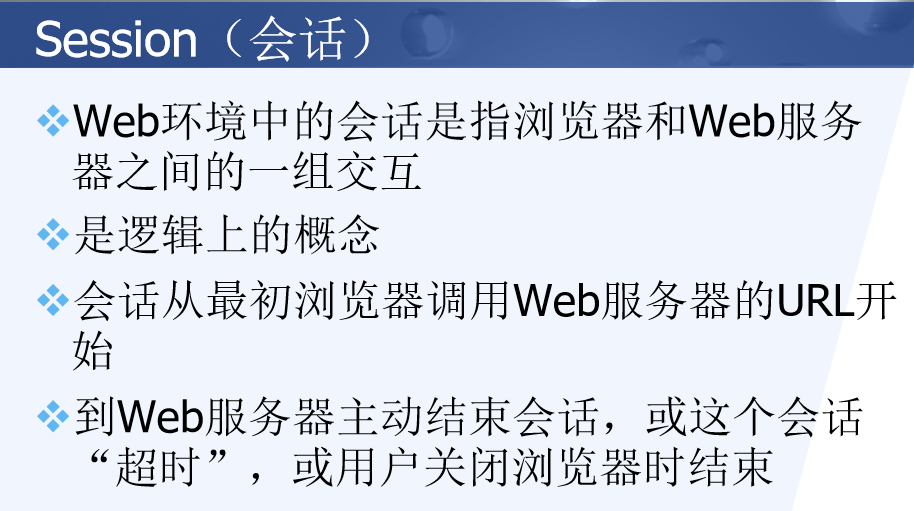 Session（会话）
Web环境中的会话是指浏览器和Web服务
器之间的一组交互
是逻辑上的概念
会话从最初浏览器调用Web服务器的URL开
始
到Web服务器主动结束会话，或这个会话
“超时”，或用户关闭浏览器时结束